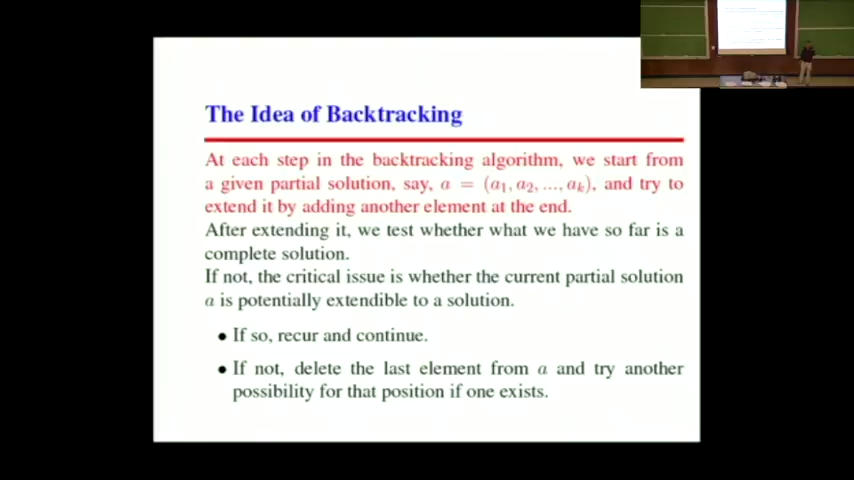 The Idea of Backtracking
At each step in the backtracking algorithm, we start from
a given partial solution, say, a = (a₁, a₂, ..., aₖ), and try to
extend it by adding another element at the end.
After extending it, we test whether what we have so far is a
complete solution.
If not, the critical issue is whether the current partial solution
a is potentially extendible to a solution.
• If so, recur and continue.
• If not, delete the last element from a and try another
possibility for that position if one exists.